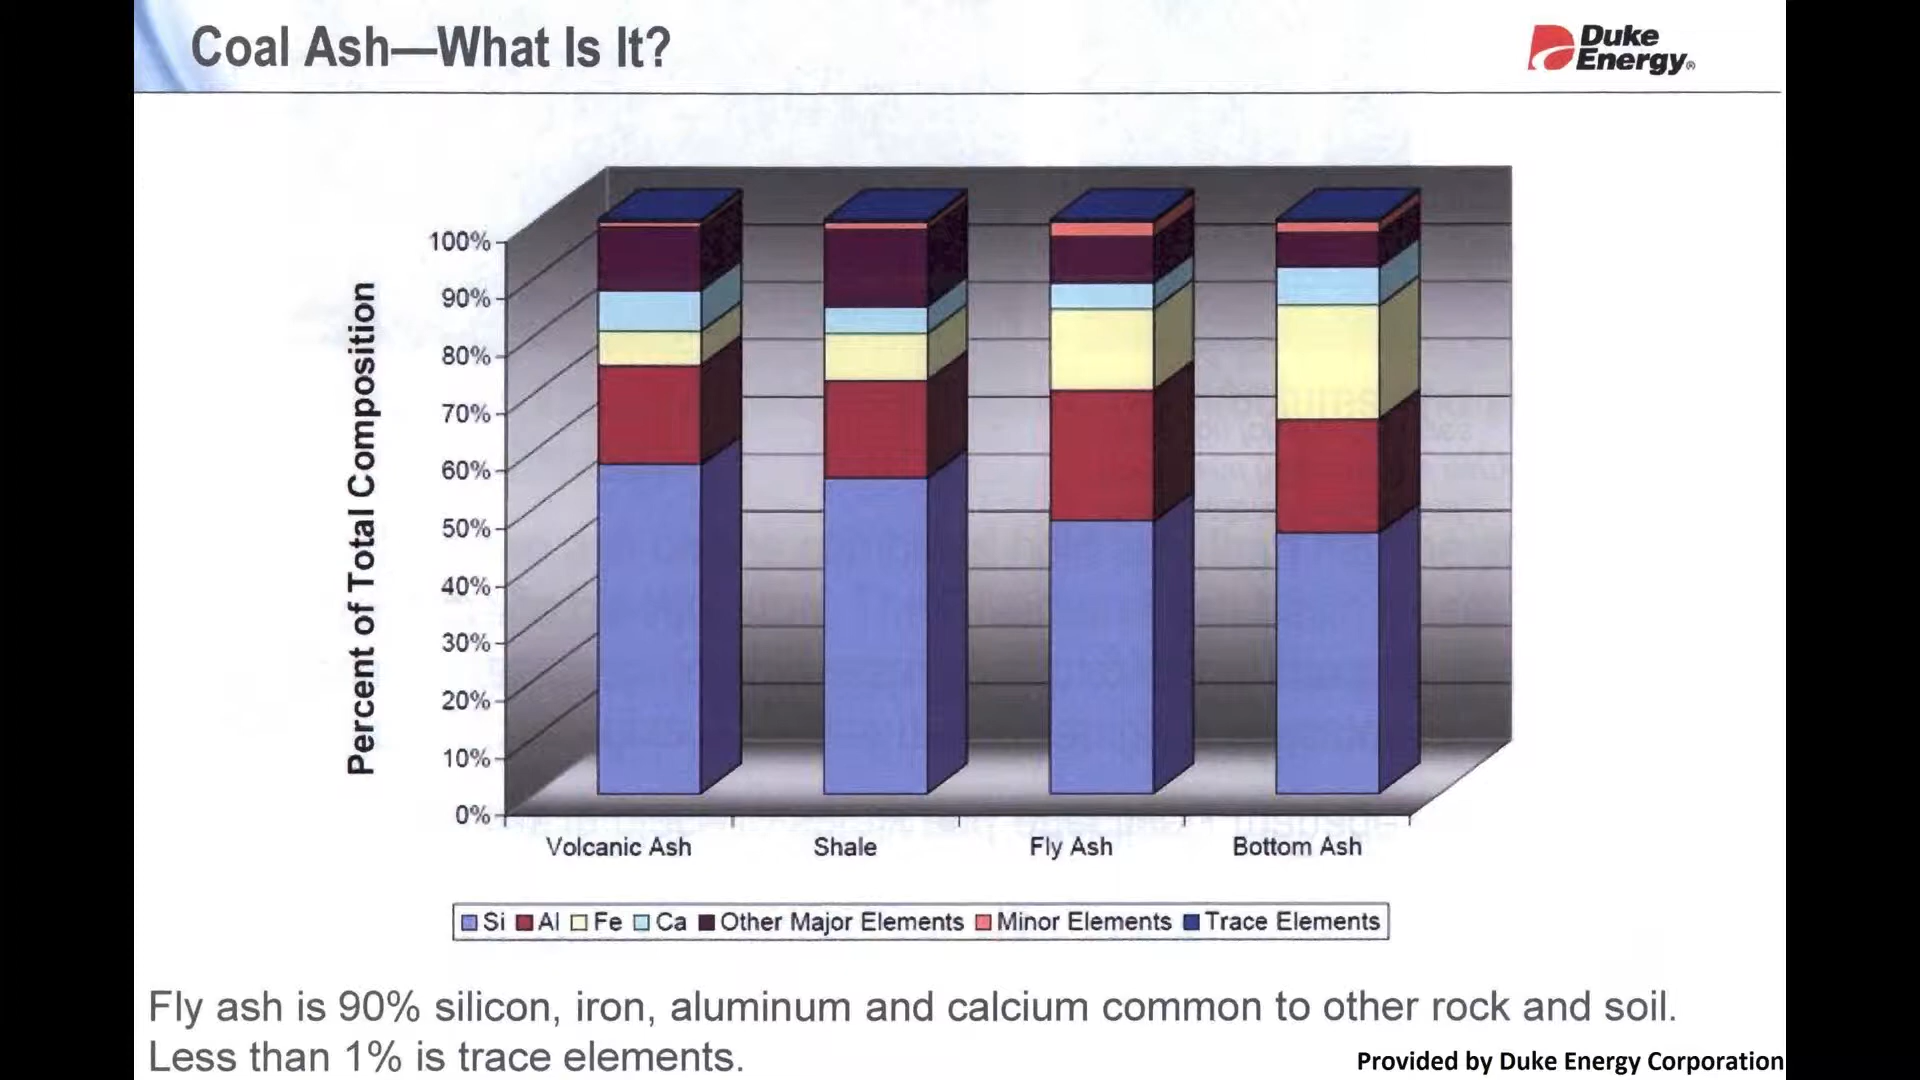 Coal Ash—What Is It?
Duke
Energy®
Percent of Total Composition
100%
90%
80%
70%
60%
50%
40%
30%
20%
10%
0%
Volcanic Ash Shale Fly Ash Bottom Ash
Si Al Fe Ca Other Major Elements Minor Elements Trace Elements
Fly ash is 90% silicon, iron, aluminum and calcium common to other rock and soil.
Less than 1% is trace elements.
Provided by Duke Energy Corporation